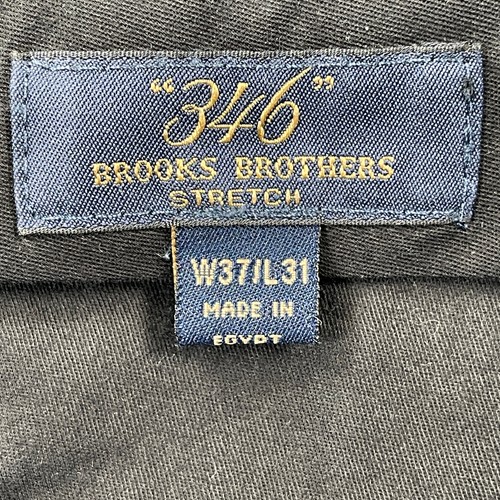 "346"
BROOKS BROTHERS
STRETCH
W37/L31
MADE IN
EGYPT